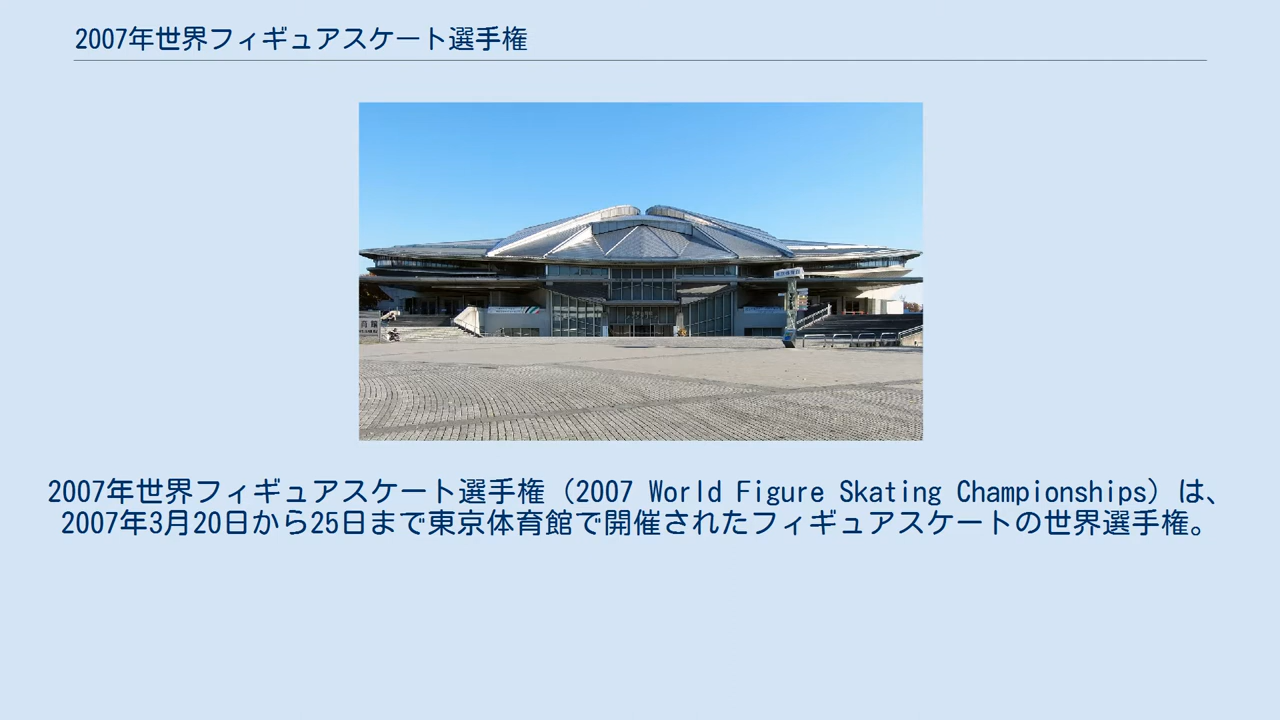 2007年世界フィギュアスケート選手権
2007年世界フィギュアスケート選手権（2007 World Figure Skating Championships）は、
2007年3月20日から25日まで東京体育館で開催されたフィギュアスケートの世界選手権。